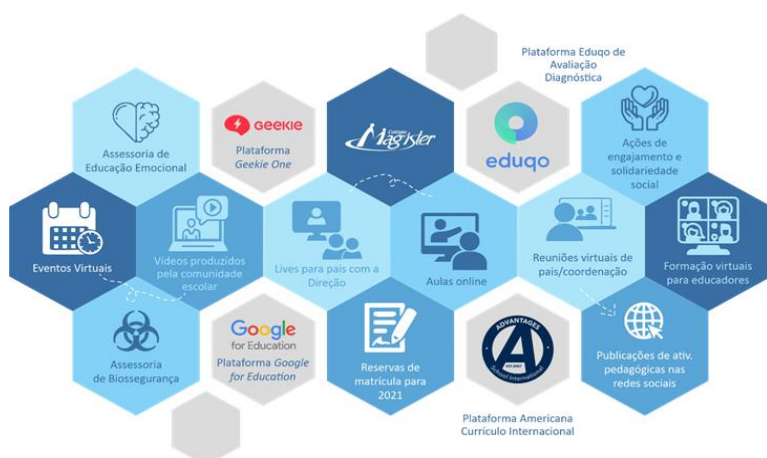 Plataforma Eduqo de
Avaliação
Diagnóstica
Assessoria de
Educação Emocional
GEEKIE
Plataforma
Geekie One
Colégio
Magister
eduqo
Ações de
engajamento e
solidariedade
social
Eventos Virtuais
Vídeos produzidos
pela comunidade
escolar
Lives para pais com a
Direção
Aulas online
Reuniões virtuais de
pais/coordenação
Formação virtuais
para educadores
Assessoria
de Biossegurança
Google
for Education
Plataforma Google
for Education
Reservas de
matrícula para
2021
ADVANTAGES
A
School International
Publicações de ativ.
pedagógicas nas
redes sociais
Plataforma Americana
Currículo Internacional